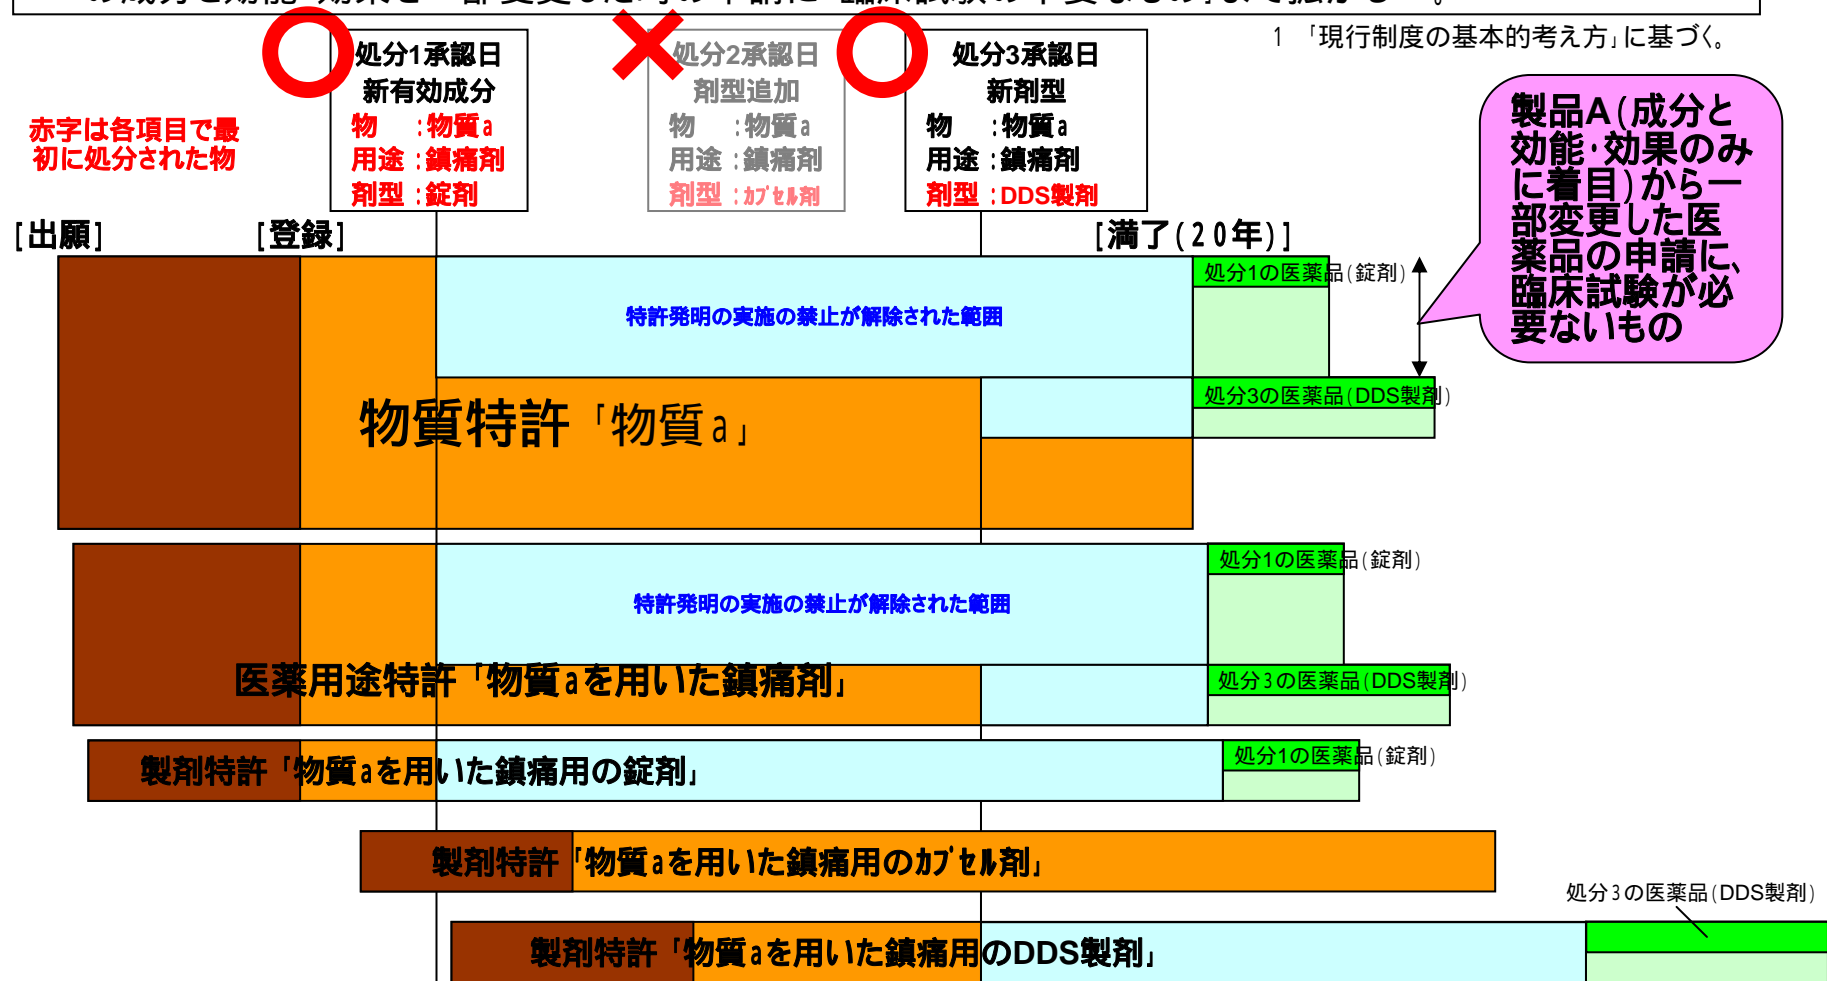 1 「現行制度の基本的考え方」に基づく。
処分1承認日
新有効成分
物　:物質a
用途:鎮痛剤
剤型:錠剤
処分2承認日
剤型追加
物　:物質a
用途:鎮痛剤
剤型:ｶﾌﾟｾﾙ剤
処分3承認日
新剤型
物　:物質a
用途:鎮痛剤
剤型:DDS製剤
赤字は各項目で最
初に処分された物
製品A(成分と
効能･効果のみ
に着目)から一
部変更した医
薬品の申請に、
臨床試験が必
要ないもの
[出願]
[登録]
[満了(20年)]
処分1の医薬品(錠剤)
特許発明の実施の禁止が解除された範囲
処分3の医薬品(DDS製剤)
物質特許「物質a」
処分1の医薬品(錠剤)
特許発明の実施の禁止が解除された範囲
医薬用途特許「物質aを用いた鎮痛剤」
処分3の医薬品(DDS製剤)
製剤特許「物質aを用いた鎮痛用の錠剤」
処分1の医薬品(錠剤)
製剤特許「物質aを用いた鎮痛用のｶﾌﾟｾﾙ剤」
処分3の医薬品(DDS製剤)
製剤特許「物質aを用いた鎮痛用のDDS製剤」